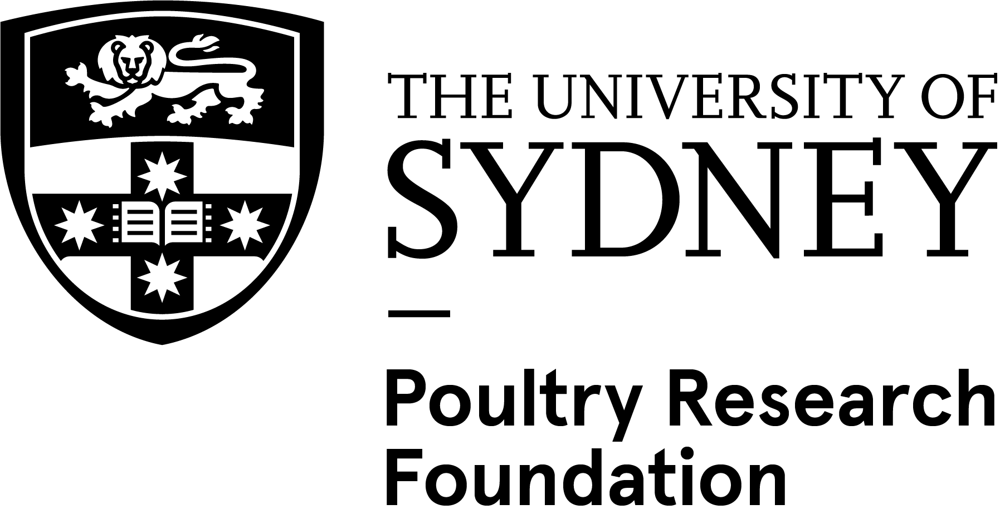 THE UNIVERSITY OF
SYDNEY
Poultry Research
Foundation